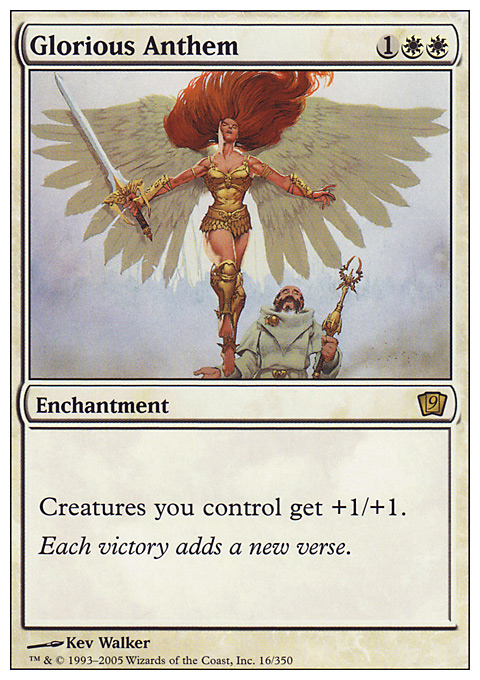 Glorious Anthem 1
Enchantment 9
Creatures you control get +1/+1.
Each victory adds a new verse.
Kev Walker
™ & © 1993–2005 Wizards of the Coast, Inc. 16/350